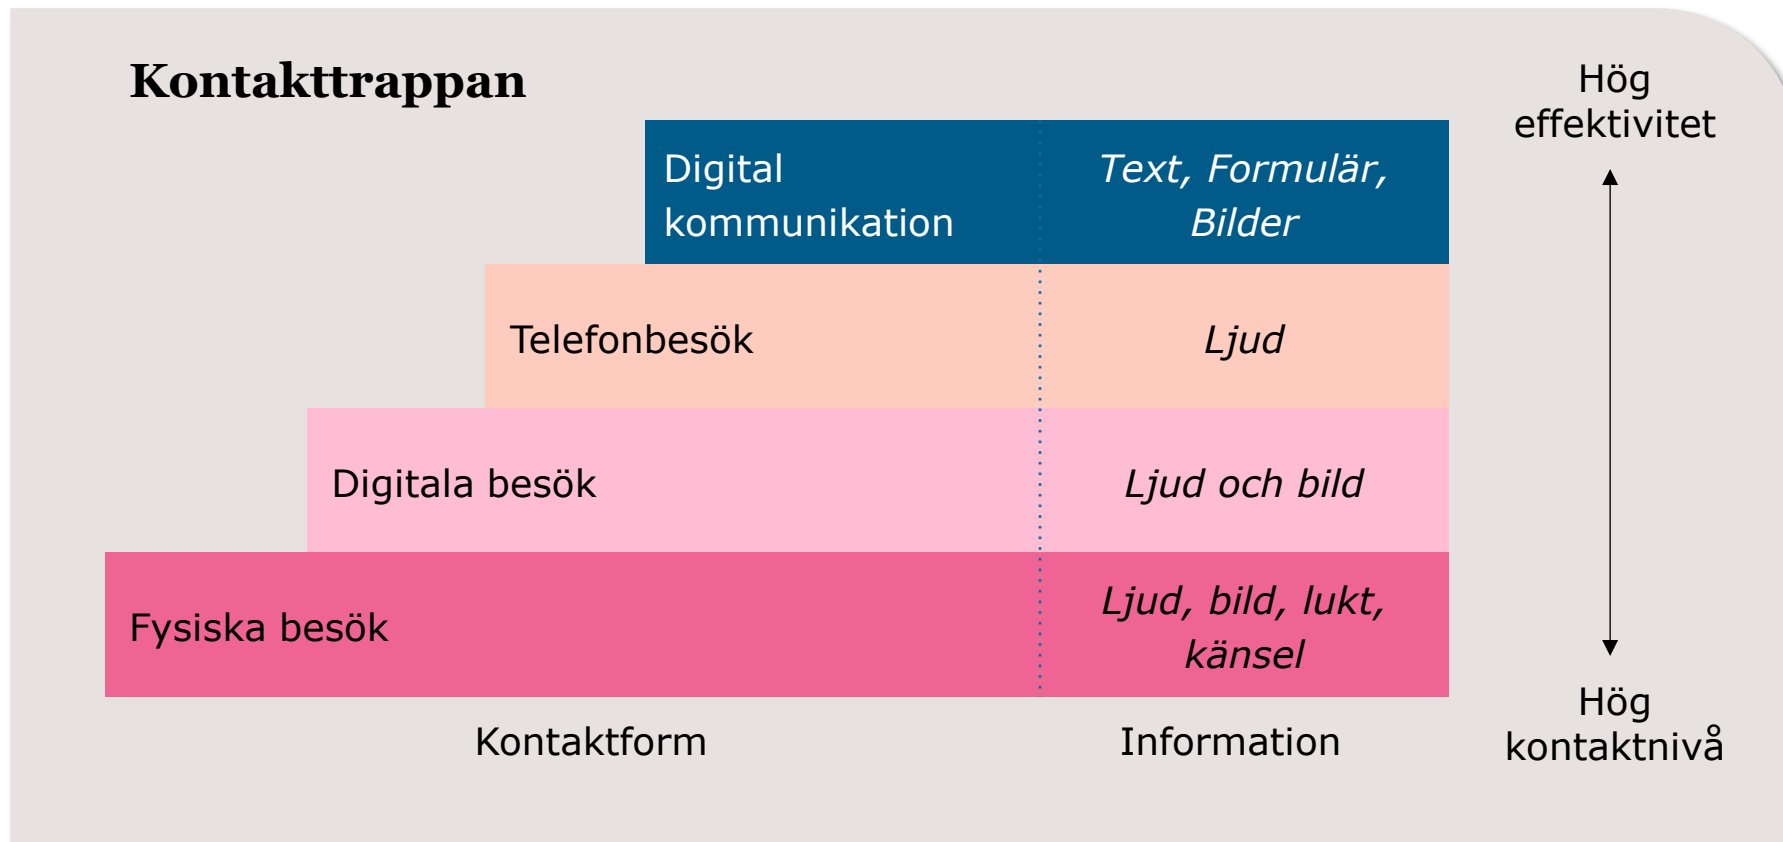 Kontakttrappan
Hög
effektivitet
Digital
kommunikation
Text, Formulär,
Bilder
Telefonbesök
Ljud
Digitala besök
Ljud och bild
Fysiska besök
Ljud, bild, lukt,
känsel
Hög
kontaktnivå
Kontaktform
Information